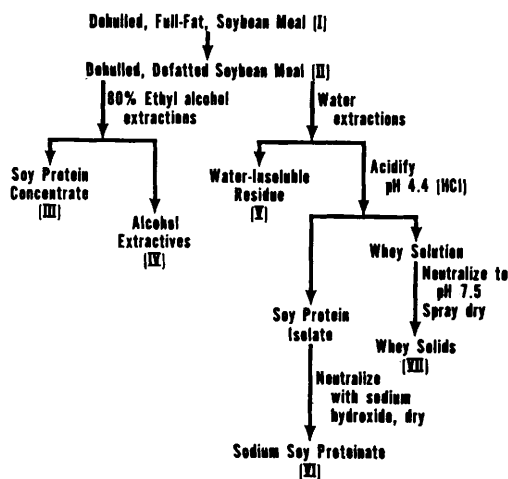 Dehulled, Full-Fat, Soybean Meal (I)
Dehulled, Defatted Soybean Meal (II)
80% Ethyl alcohol
extractions
Water
extractions
Soy Protein
Concentrate
(III)
Alcohol
Extractives
(IV)
Water-Insoluble
Residue
(V)
Acidify
pH 4.4 (HCl)
Whey Solution
Neutralize to
pH 7.5
Spray dry
Soy Protein
Isolate
Whey Solids
(VII)
Neutralize
with sodium
hydroxide, dry
Sodium Soy Proteinate
(VI)